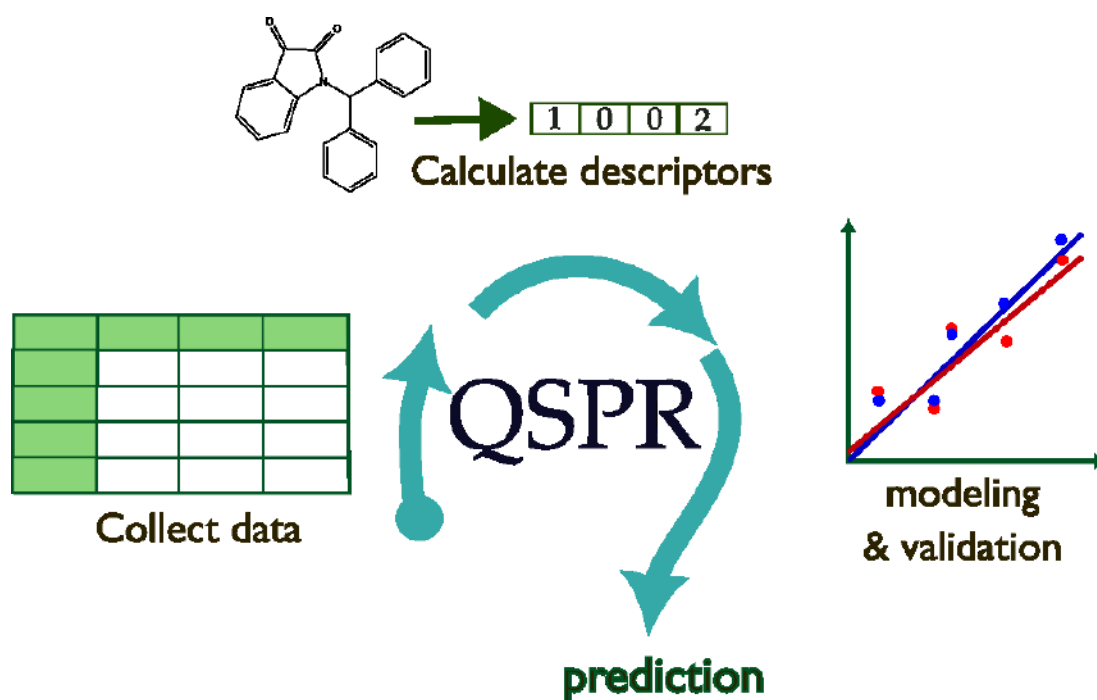 O
O
N
1 0 0 2
Calculate descriptors
QSPR
Collect data
modeling
& validation
prediction